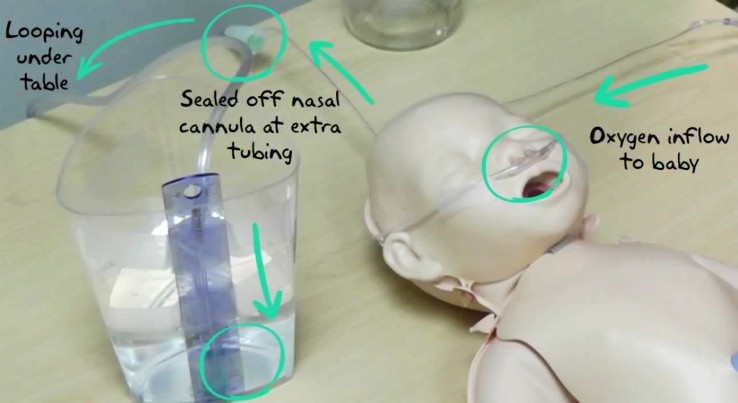 Looping
under
table
Sealed off nasal
cannula at extra
tubing
Oxygen inflow
to baby